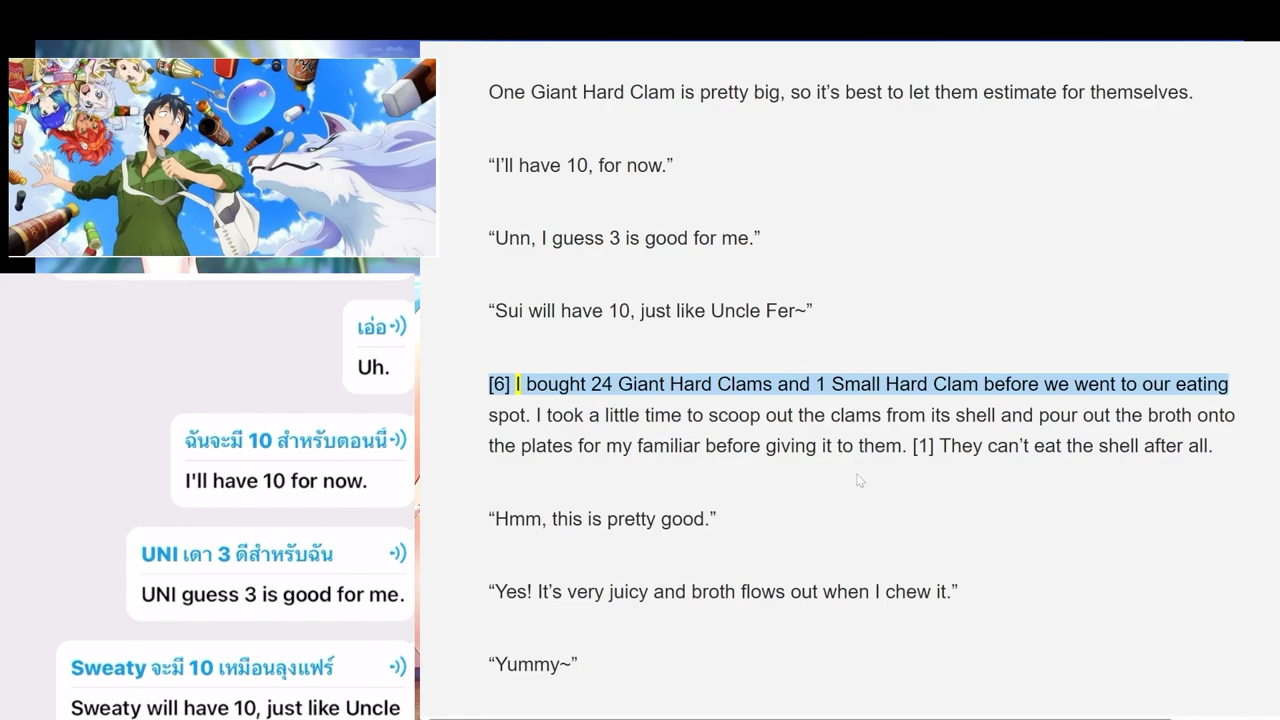 One Giant Hard Clam is pretty big, so it’s best to let them estimate for themselves.
“I’ll have 10, for now.”
“Unn, I guess 3 is good for me.”
“Sui will have 10, just like Uncle Fer~”
[6] I bought 24 Giant Hard Clams and 1 Small Hard Clam before we went to our eating
spot. I took a little time to scoop out the clams from its shell and pour out the broth onto
the plates for my familiar before giving it to them. [1] They can’t eat the shell after all.
“Hmm, this is pretty good.”
“Yes! It’s very juicy and broth flows out when I chew it.”
“Yummy~”
เอ่อ
Uh.
ฉันจะมี 10 สำหรับตอนนี้
I'll have 10 for now.
UNI เดา 3 ดีสำหรับฉัน
UNI guess 3 is good for me.
Sweaty จะมี 10 เหมือนลุงแฟร์
Sweaty will have 10, just like Uncle